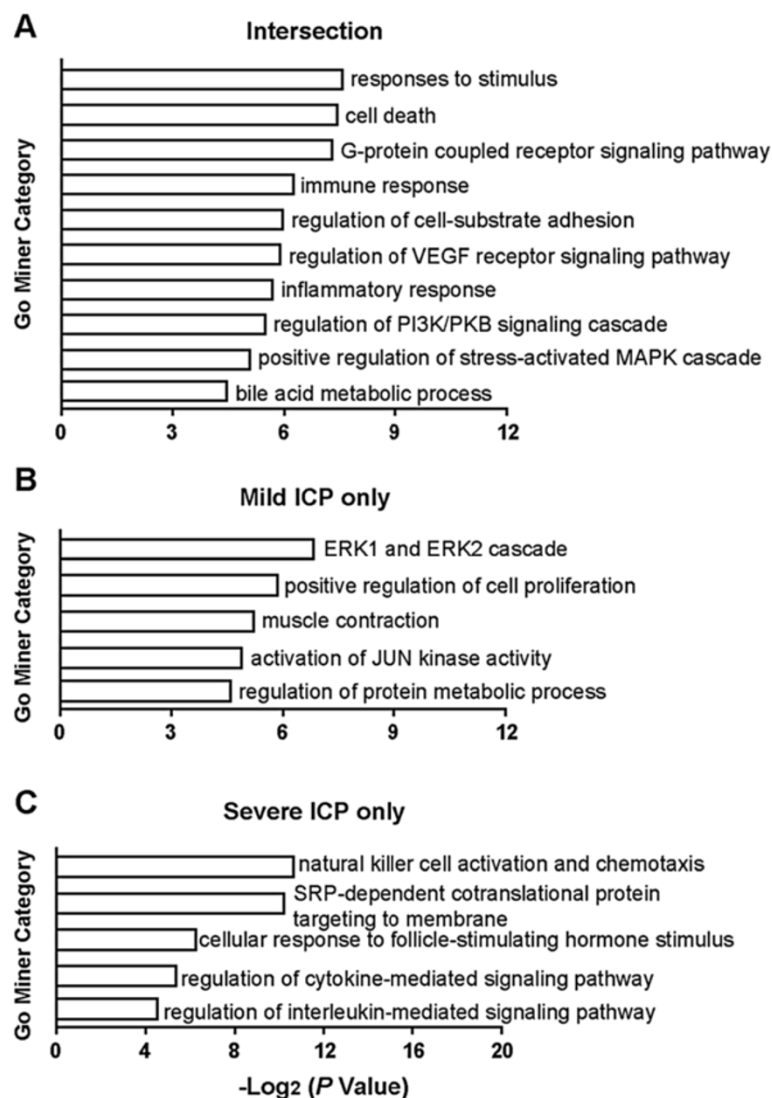 A
Intersection
Go Miner Category
responses to stimulus
cell death
G-protein coupled receptor signaling pathway
immune response
regulation of cell-substrate adhesion
regulation of VEGF receptor signaling pathway
inflammatory response
regulation of PI3K/PKB signaling cascade
positive regulation of stress-activated MAPK cascade
bile acid metabolic process
0 3 6 9 12
B
Mild ICP only
Go Miner Category
ERK1 and ERK2 cascade
positive regulation of cell proliferation
muscle contraction
activation of JUN kinase activity
regulation of protein metabolic process
0 3 6 9 12
C
Severe ICP only
Go Miner Category
natural killer cell activation and chemotaxis
SRP-dependent cotranslational protein
targeting to membrane
cellular response to follicle-stimulating hormone stimulus
regulation of cytokine-mediated signaling pathway
regulation of interleukin-mediated signaling pathway
0 4 8 12 16 20
-Log2 (P Value)